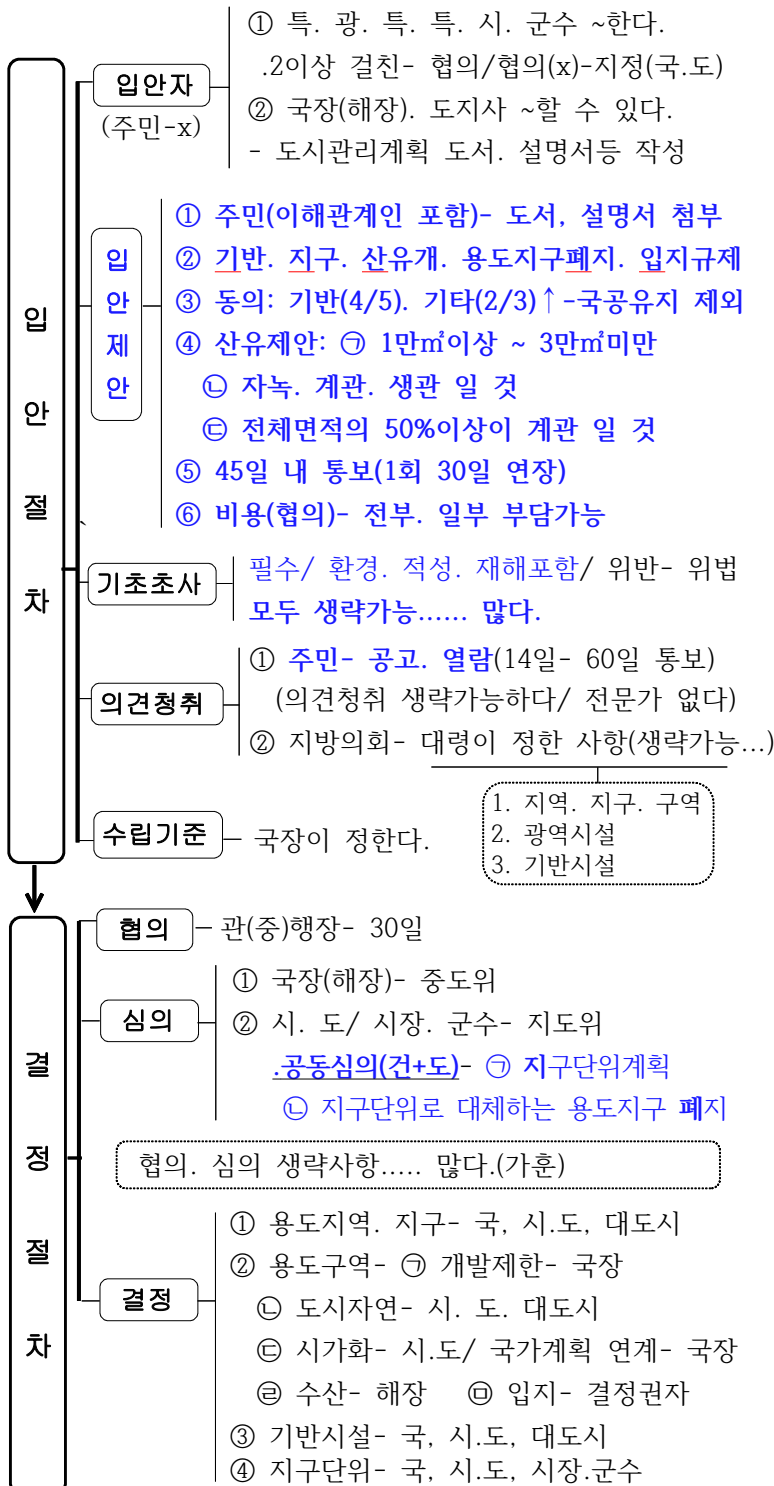 입안절차
입안자
(주민-x)
① 특. 광. 특. 특. 시. 군수 ~한다.
.2이상 걸친- 협의/협의(x)-지정(국.도)
② 국장(해장). 도지사 ~할 수 있다.
- 도시관리계획 도서. 설명서등 작성
입안제안
① 주민(이해관계인 포함)- 도서, 설명서 첨부
② 기반. 지구. 산유개. 용도지구폐지. 입지규제
③ 동의: 기반(4/5). 기타(2/3)↑-국공유지 제외
④ 산유제안: ㉠ 1만㎡이상 ~ 3만㎡미만
㉡ 자녹. 계관. 생관 일 것
㉢ 전체면적의 50%이상이 계관 일 것
⑤ 45일 내 통보(1회 30일 연장)
⑥ 비용(협의)- 전부. 일부 부담가능
`
기초초사
필수/ 환경. 적성. 재해포함/ 위반- 위법
모두 생략가능…… 많다.
의견청취
① 주민- 공고. 열람(14일- 60일 통보)
(의견청취 생략가능하다/ 전문가 없다)
② 지방의회- 대령이 정한 사항(생략가능…)
1. 지역. 지구. 구역
2. 광역시설
3. 기반시설
수립기준
국장이 정한다.
결정절차
협의
관(중)행장- 30일
심의
① 국장(해장)- 중도위
② 시. 도/ 시장. 군수- 지도위
.공동심의(건+도)- ㉠ 지구단위계획
㉡ 지구단위로 대체하는 용도지구 폐지
협의. 심의 생략사항..... 많다.(가훈)
결정
① 용도지역. 지구- 국, 시.도, 대도시
② 용도구역- ㉠ 개발제한- 국장
㉡ 도시자연- 시. 도. 대도시
㉢ 시가화- 시.도/ 국가계획 연계- 국장
㉣ 수산- 해장 ㉤ 입지- 결정권자
③ 기반시설- 국, 시.도, 대도시
④ 지구단위- 국, 시.도, 시장.군수